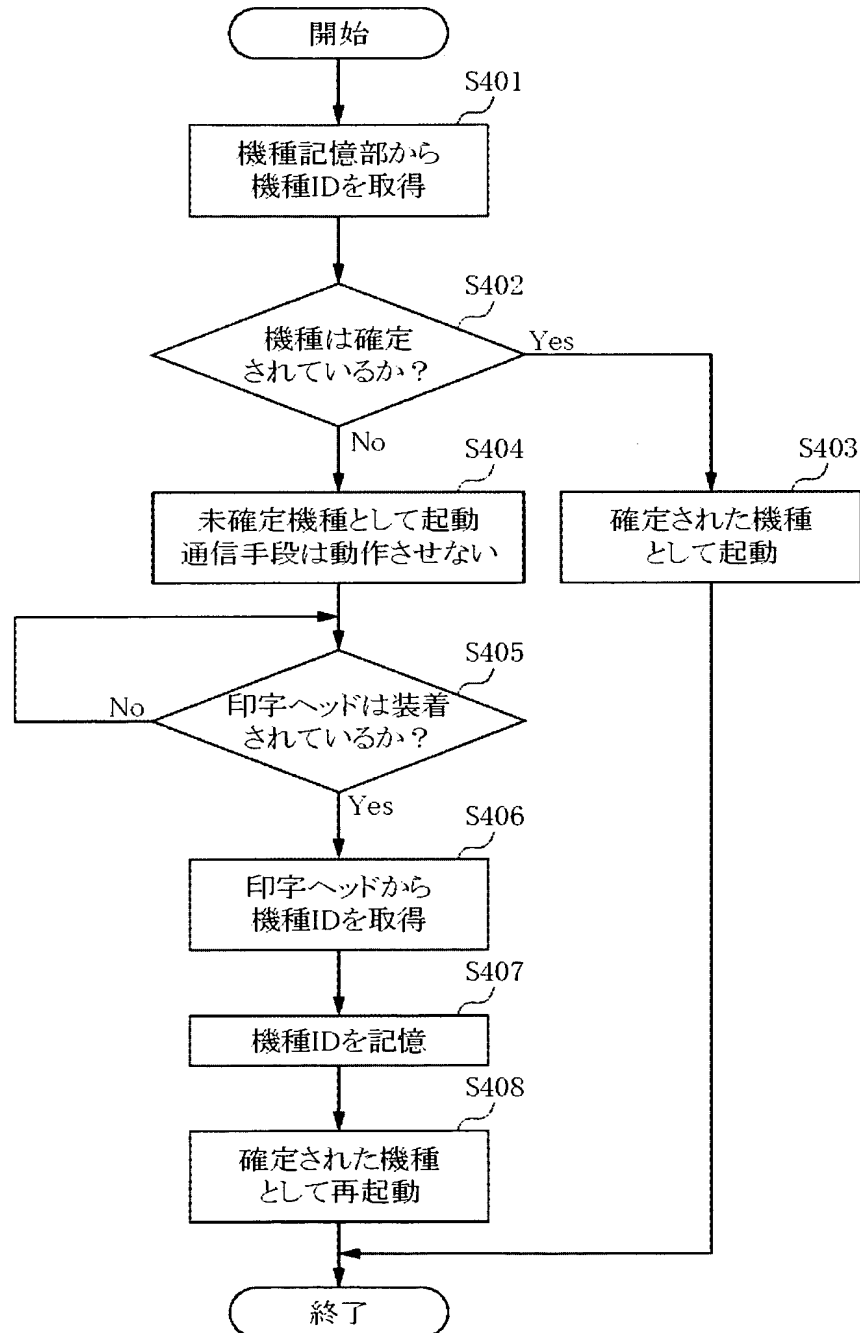 開始
S401
機種記憶部から
機種IDを取得
S402
機種は確定
されているか？
Yes
No
S404
未確定機種として起動
通信手段は動作させない
S403
確定された機種
として起動
S405
印字ヘッドは装着
されているか？
No
Yes
S406
印字ヘッドから
機種IDを取得
S407
機種IDを記憶
S408
確定された機種
として再起動
終了